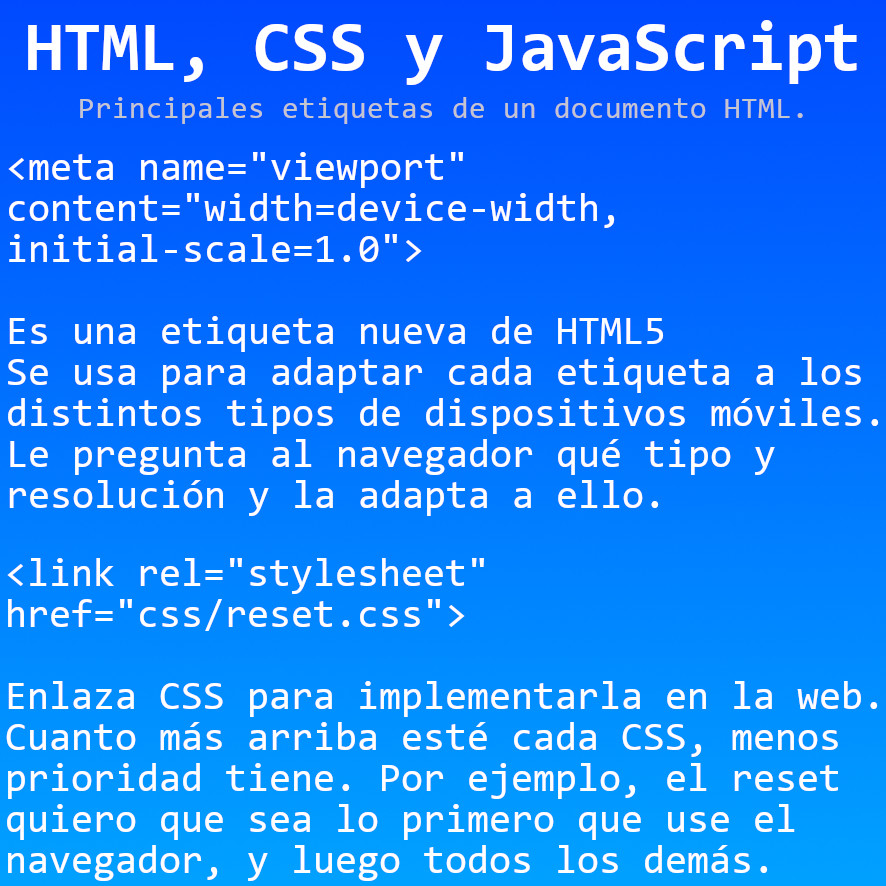 HTML, CSS y JavaScript
Principales etiquetas de un documento HTML.
<meta name="viewport"
content="width=device-width,
initial-scale=1.0">
Es una etiqueta nueva de HTML5
Se usa para adaptar cada etiqueta a los
distintos tipos de dispositivos móviles.
Le pregunta al navegador qué tipo y
resolución y la adapta a ello.
<link rel="stylesheet"
href="css/reset.css">
Enlaza CSS para implementarla en la web.
Cuanto más arriba esté cada CSS, menos
prioridad tiene. Por ejemplo, el reset
quiero que sea lo primero que use el
navegador, y luego todos los demás.